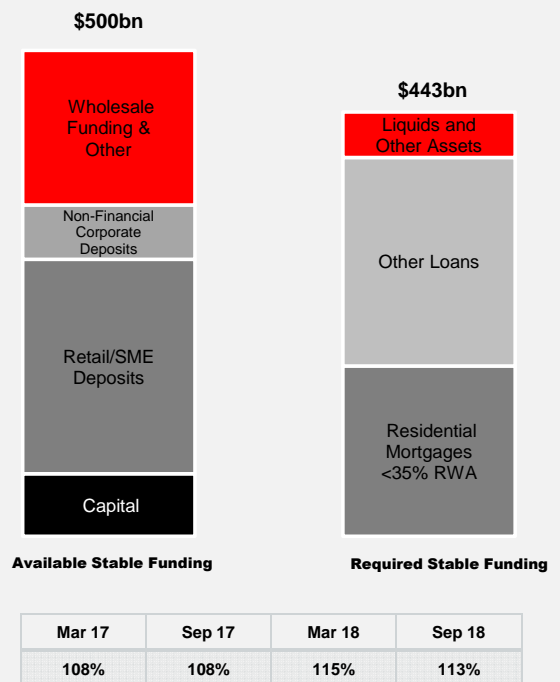 $500bn
Wholesale
Funding &
Other
Non-Financial
Corporate
Deposits
Retail/SME
Deposits
Capital
Available Stable Funding
$443bn
Liquids and
Other Assets
Other Loans
Residential
Mortgages
<35% RWA
Required Stable Funding
Mar 17 Sep 17 Mar 18 Sep 18
108% 108% 115% 113%